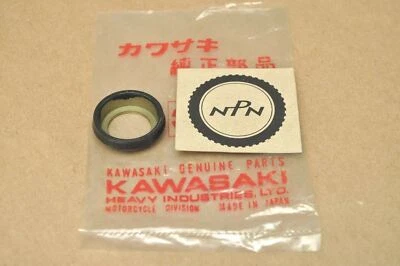 カワサキ
純正部品
NPN
KAWASAKI GENUINE PARTS
KAWASAKI
HEAVY INDUSTRIES, LTD.
MOTORCYCLE DIVISION MADE IN JAPAN